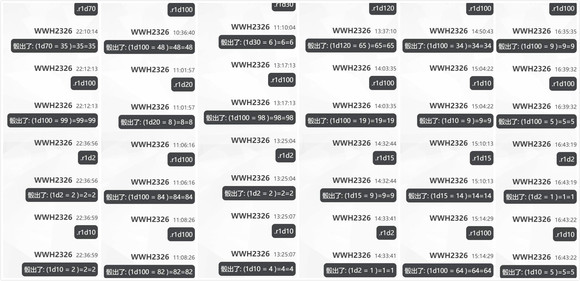 .r1d70
WWH2326 22:10:14
骰出了: (1d70 = 35 )=35=35
WWH2326 22:12:13
.r1d100
WWH2326 22:12:13
骰出了: (1d100 = 99 )=99=99
WWH2326 22:36:56
.r1d2
WWH2326 22:36:56
骰出了: (1d2 = 2 )=2=2
WWH2326 22:36:59
.r1d10
WWH2326 22:36:59
骰出了: (1d10 = 2 )=2=2
.r1d100
WWH2326 10:36:40
骰出了: (1d100 = 48 )=48=48
WWH2326 11:01:57
.r1d20
WWH2326 11:01:57
骰出了: (1d20 = 8 )=8=8
WWH2326 11:06:16
.r1d100
WWH2326 11:06:16
骰出了: (1d100 = 84 )=84=84
WWH2326 11:08:26
.r1d100
WWH2326 11:08:26
骰出了: (1d100 = 82 )=82=82
.r1d30
WWH2326 11:10:04
骰出了: (1d30 = 6 )=6=6
WWH2326 13:17:13
.r1d100
WWH2326 13:17:13
骰出了: (1d100 = 98 )=98=98
WWH2326 13:25:04
.r1d2
WWH2326 13:25:04
骰出了: (1d2 = 2 )=2=2
WWH2326 13:25:07
.r1d10
WWH2326 13:25:07
骰出了: (1d10 = 4 )=4=4
.r1d120
WWH2326 13:37:10
骰出了: (1d120 = 65 )=65=65
WWH2326 14:03:35
.r1d100
WWH2326 14:03:35
骰出了: (1d100 = 19 )=19=19
WWH2326 14:32:44
.r1d15
WWH2326 14:32:44
骰出了: (1d15 = 9 )=9=9
WWH2326 14:33:41
.r1d2
WWH2326 14:33:41
骰出了: (1d2 = 1 )=1=1
.r1d100
WWH2326 14:50:43
骰出了: (1d100 = 34 )=34=34
WWH2326 15:04:22
.r1d10
WWH2326 15:04:22
骰出了: (1d10 = 9 )=9=9
WWH2326 15:10:13
.r1d15
WWH2326 15:10:13
骰出了: (1d15 = 14 )=14=14
WWH2326 15:14:29
.r1d100
WWH2326 15:14:29
骰出了: (1d100 = 64 )=64=64
.r1d100
WWH2326 16:35:35
骰出了: (1d100 = 9 )=9=9
WWH2326 16:39:32
.r1d100
WWH2326 16:39:32
骰出了: (1d100 = 5 )=5=5
WWH2326 16:43:19
.r1d2
WWH2326 16:43:19
骰出了: (1d2 = 1 )=1=1
WWH2326 16:43:22
.r1d10
WWH2326 16:43:22
骰出了: (1d10 = 5 )=5=5